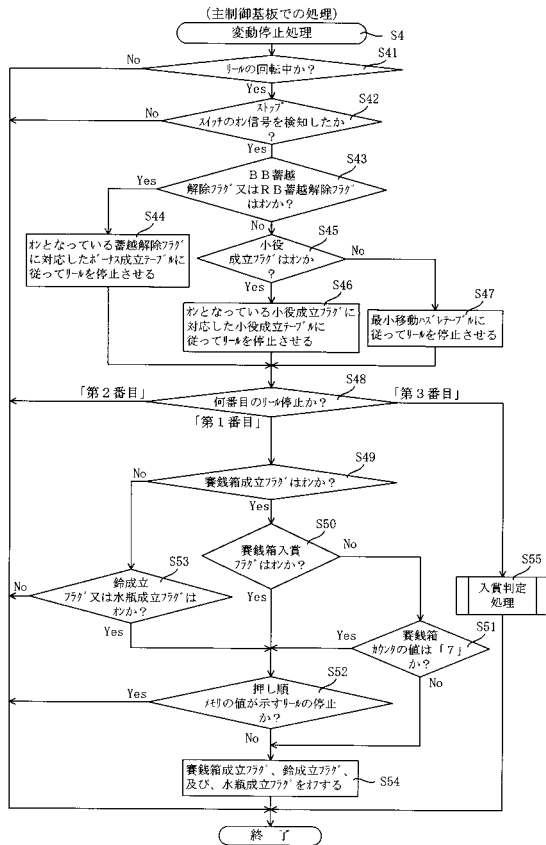 (主制御基板での処理)
変動停止処理
S4
S41
リールの回転中か?
No
Yes
S42
ストップ
スイッチのオン信号を検知したか?
No
Yes
S43
BB蓄越
解除フラグ又はRB蓄越解除フラグ
はオンか?
Yes
No
S44
オンとなっている蓄越解除フラグ
に対応したボーナス成立テーブルに
従ってリールを停止させる
S45
小役
成立フラグはオンか
?
No
Yes
S46
オンとなっている小役成立フラグに
対応した小役成立テーブルに
従ってリールを停止させる
S47
最小移動ハズレテーブルに
従ってリールを停止させる
S48
何番目のリール停止か?
「第2番目」
「第3番目」
「第1番目」
S49
賽銭箱成立フラグはオンか?
No
Yes
S50
賽銭箱入賞
フラグはオンか?
No
Yes
S53
鈴成立
フラグ又は水瓶成立フラグは
オンか?
No
Yes
S55
入賞判定
処理
S51
賽銭箱
カウンタの値は「7」
か?
Yes
No
S52
押し順
メモリの値が示すリールの停止
か?
Yes
No
S54
賽銭箱成立フラグ、鈴成立フラグ、
及び、水瓶成立フラグをオフする
終了